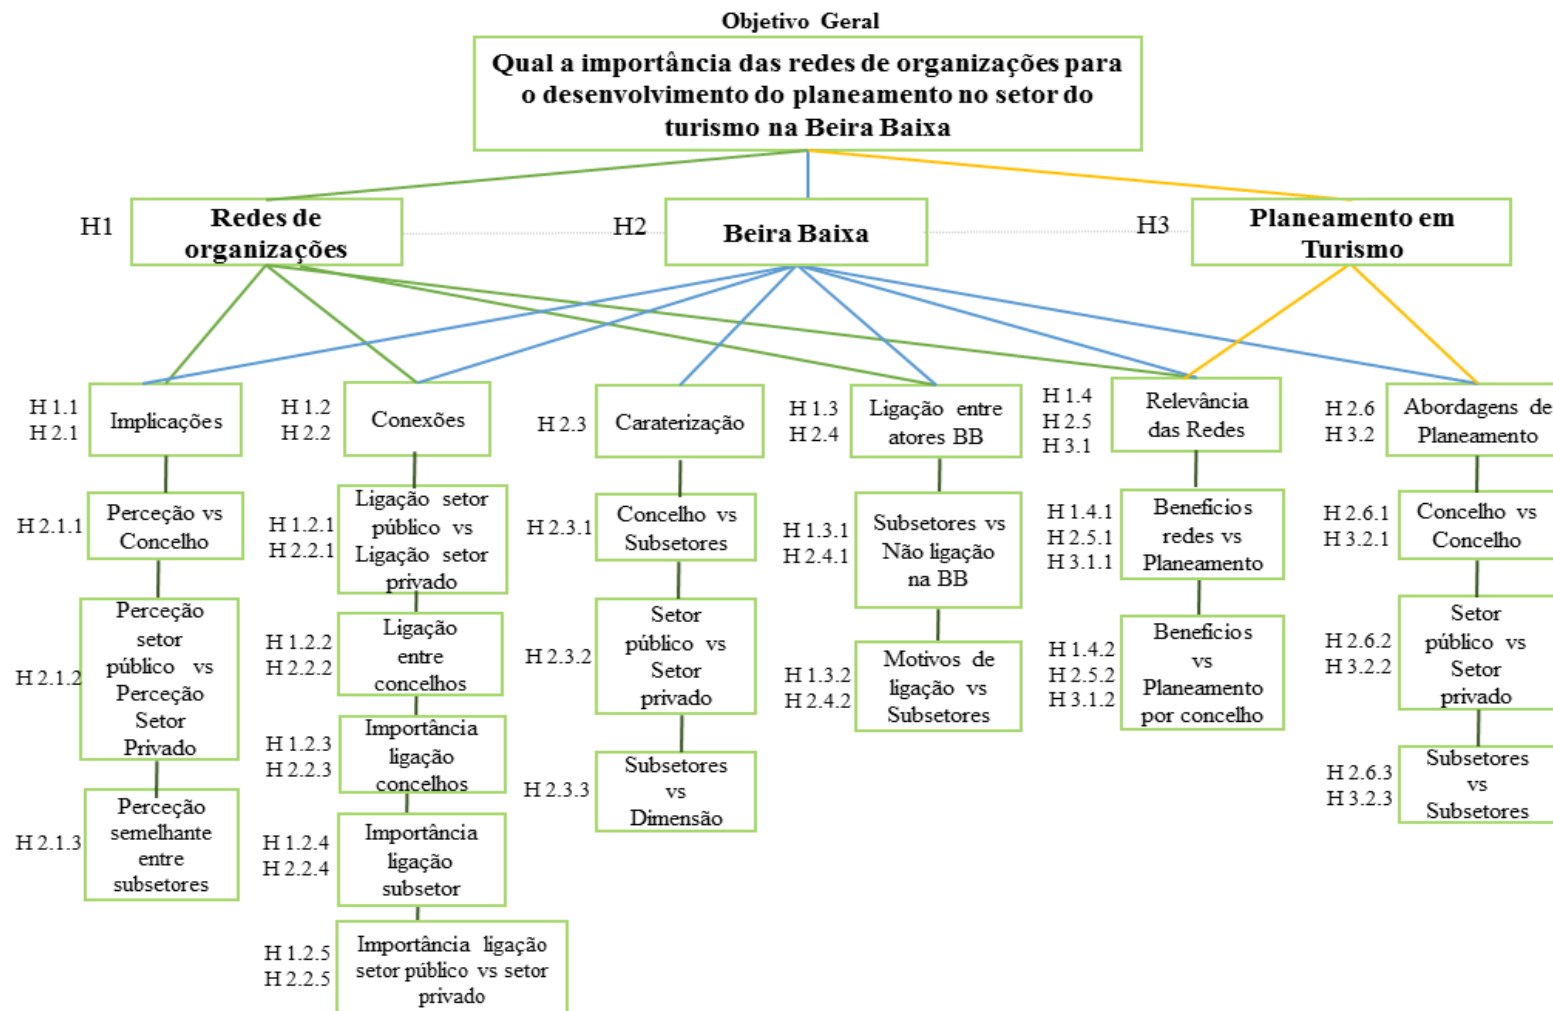 Objetivo Geral
Qual a importância das redes de organizações para
o desenvolvimento do planeamento no setor do
turismo na Beira Baixa
H1
Redes de
organizações
H2
Beira Baixa
H3
Planeamento em
Turismo
H 1.1
H 2.1
Implicações
H 1.2
H 2.2
Conexões
H 2.3
Caraterização
H 1.3
H 2.4
Ligação entre
atores BB
H 1.4
H 2.5
H 3.1
Relevância
das Redes
H 2.6
H 3.2
Abordagens de
Planeamento
H 2.1.1
Perceção vs
Concelho
H 1.2.1
H 2.2.1
Ligação setor
público vs
Ligação setor
privado
H 2.3.1
Concelho vs
Subsetores
H 1.3.1
H 2.4.1
Subsetores vs
Não ligação
na BB
H 1.4.1
H 2.5.1
H 3.1.1
Benefícios
redes vs
Planeamento
H 2.6.1
H 3.2.1
Concelho vs
Concelho
H 2.1.2
Perceção
setor
público vs
Perceção
Setor
Privado
H 1.2.2
H 2.2.2
Ligação
entre
concelhos
H 2.3.2
Setor
público vs
Setor
privado
H 1.3.2
H 2.4.2
Motivos de
ligação vs
Subsetores
H 1.4.2
H 2.5.2
H 3.1.2
Benefícios
vs
Planeamento
por concelho
H 2.6.2
H 3.2.2
Setor
público vs
Setor
privado
H 1.2.3
H 2.2.3
Importância
ligação
concelhos
H 2.3.3
Subsetores
vs
Dimensão
H 2.6.3
H 3.2.3
Subsetores
vs
Subsetores
H 2.1.3
Perceção
semelhante
entre
subsetores
H 1.2.4
H 2.2.4
Importância
ligação
subsetor
H 1.2.5
H 2.2.5
Importância ligação
setor público vs setor
privado